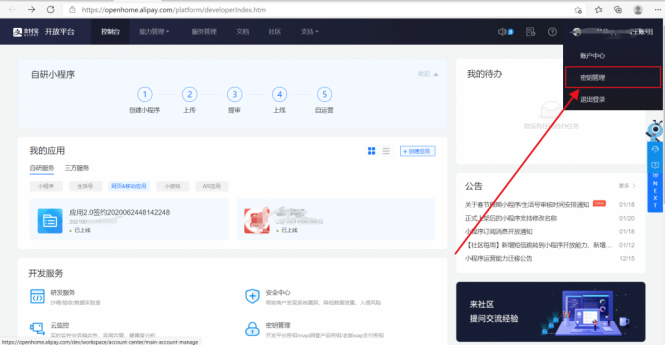 https://openhome.alipay.com/platform/developerIndex.htm
支付宝 开放平台 控制台 能力管理 服务管理 文档 社区 支持
账户中心
密钥管理
退出登录
自研小程序 收起
1 2 3 4 5
创建小程序 上传 提审 上线 自运营
我的待办
我的应用
+ 创建应用
自研服务 三方服务
小程序 生活号 网页&移动应用 小游戏 AR应用
应用2.0签约2020062448142248
已上线
已上线
公告 更多
关于春节期间小程序/生活号审核时间安排通知 01/18
正式上架后的小程序支持修改名称 01/20
小程序订阅消息开放通知 01/19
【社区每周】新增短信跳转到小程序开放能力、新增... 01/12
小程序运营能力迁移公告 12/15
NEXT
开发服务
研发服务
安全中心
云监控
密钥管理
来社区
提问交流经验
https://openhome.alipay.com/dev/workspace/account-center/main-account-manage